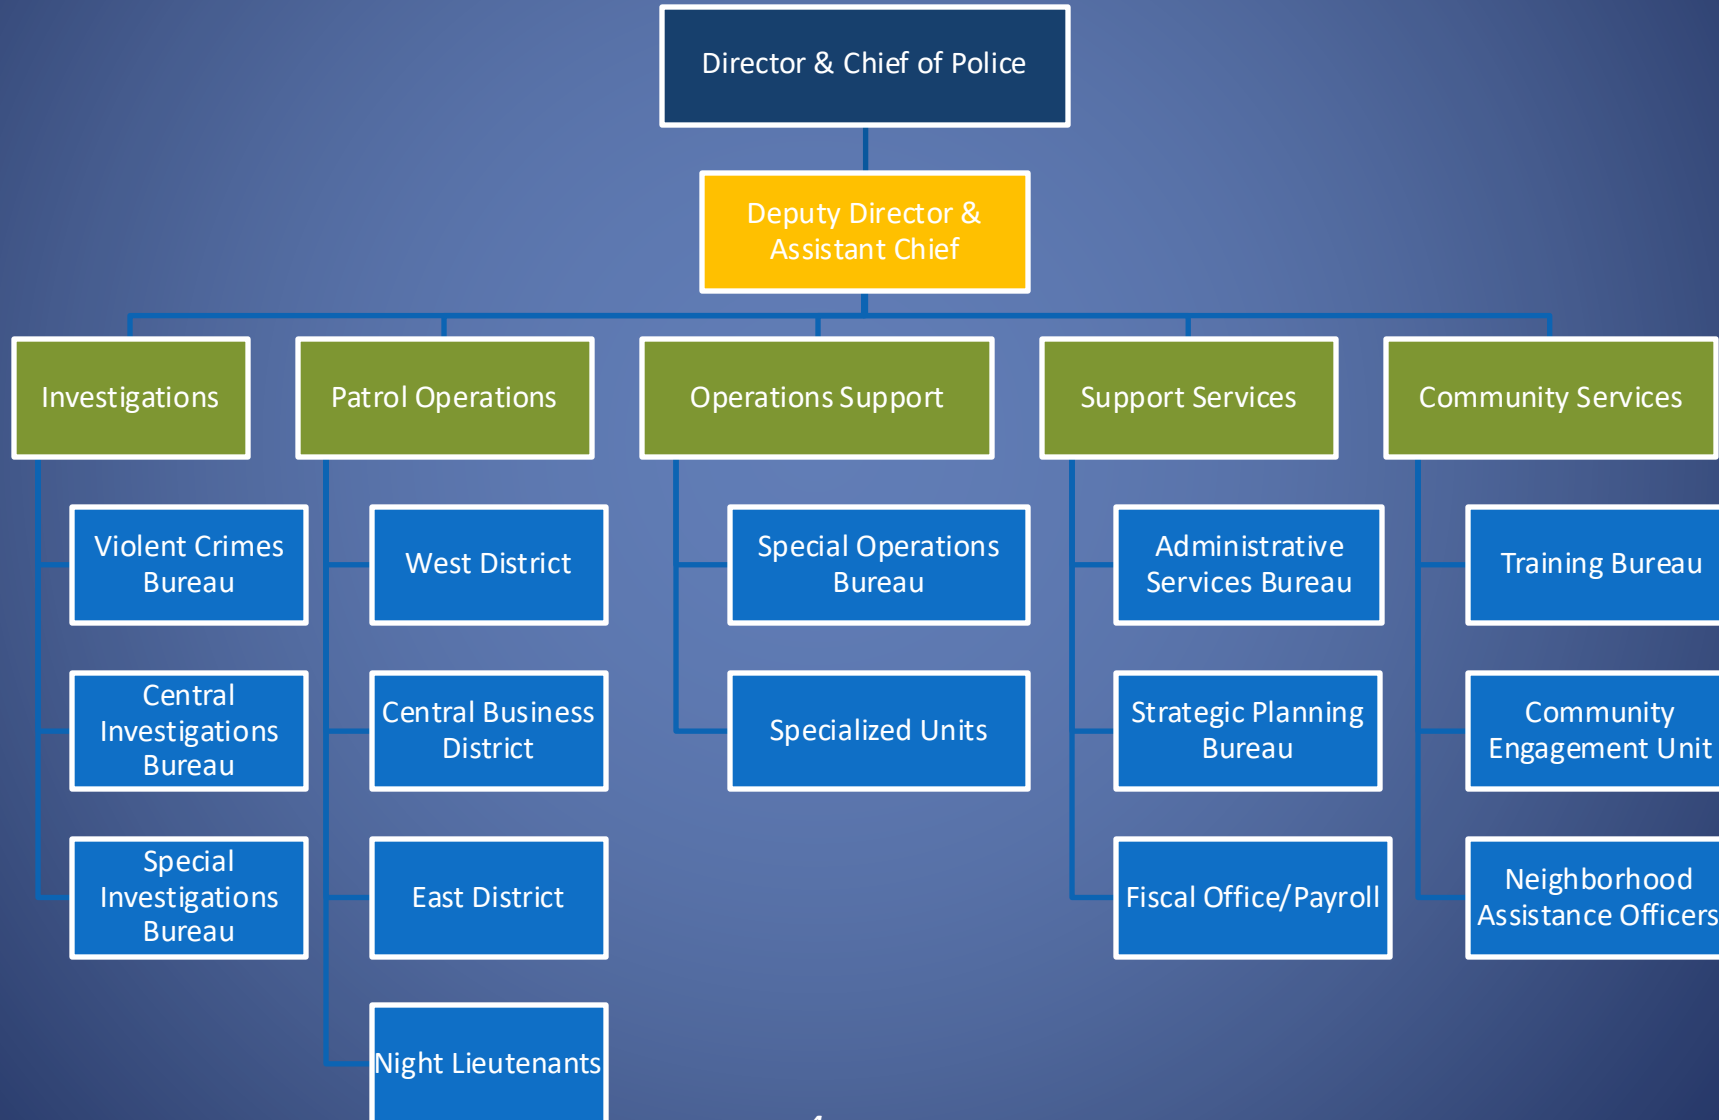 Director & Chief of Police
Deputy Director &
Assistant Chief
Investigations
Patrol Operations
Operations Support
Support Services
Community Services
Violent Crimes
Bureau
West District
Special Operations
Bureau
Administrative
Services Bureau
Training Bureau
Central
Investigations
Bureau
Central Business
District
Specialized Units
Strategic Planning
Bureau
Community
Engagement Unit
Special
Investigations
Bureau
East District
Fiscal Office/Payroll
Neighborhood
Assistance Officers
Night Lieutenants